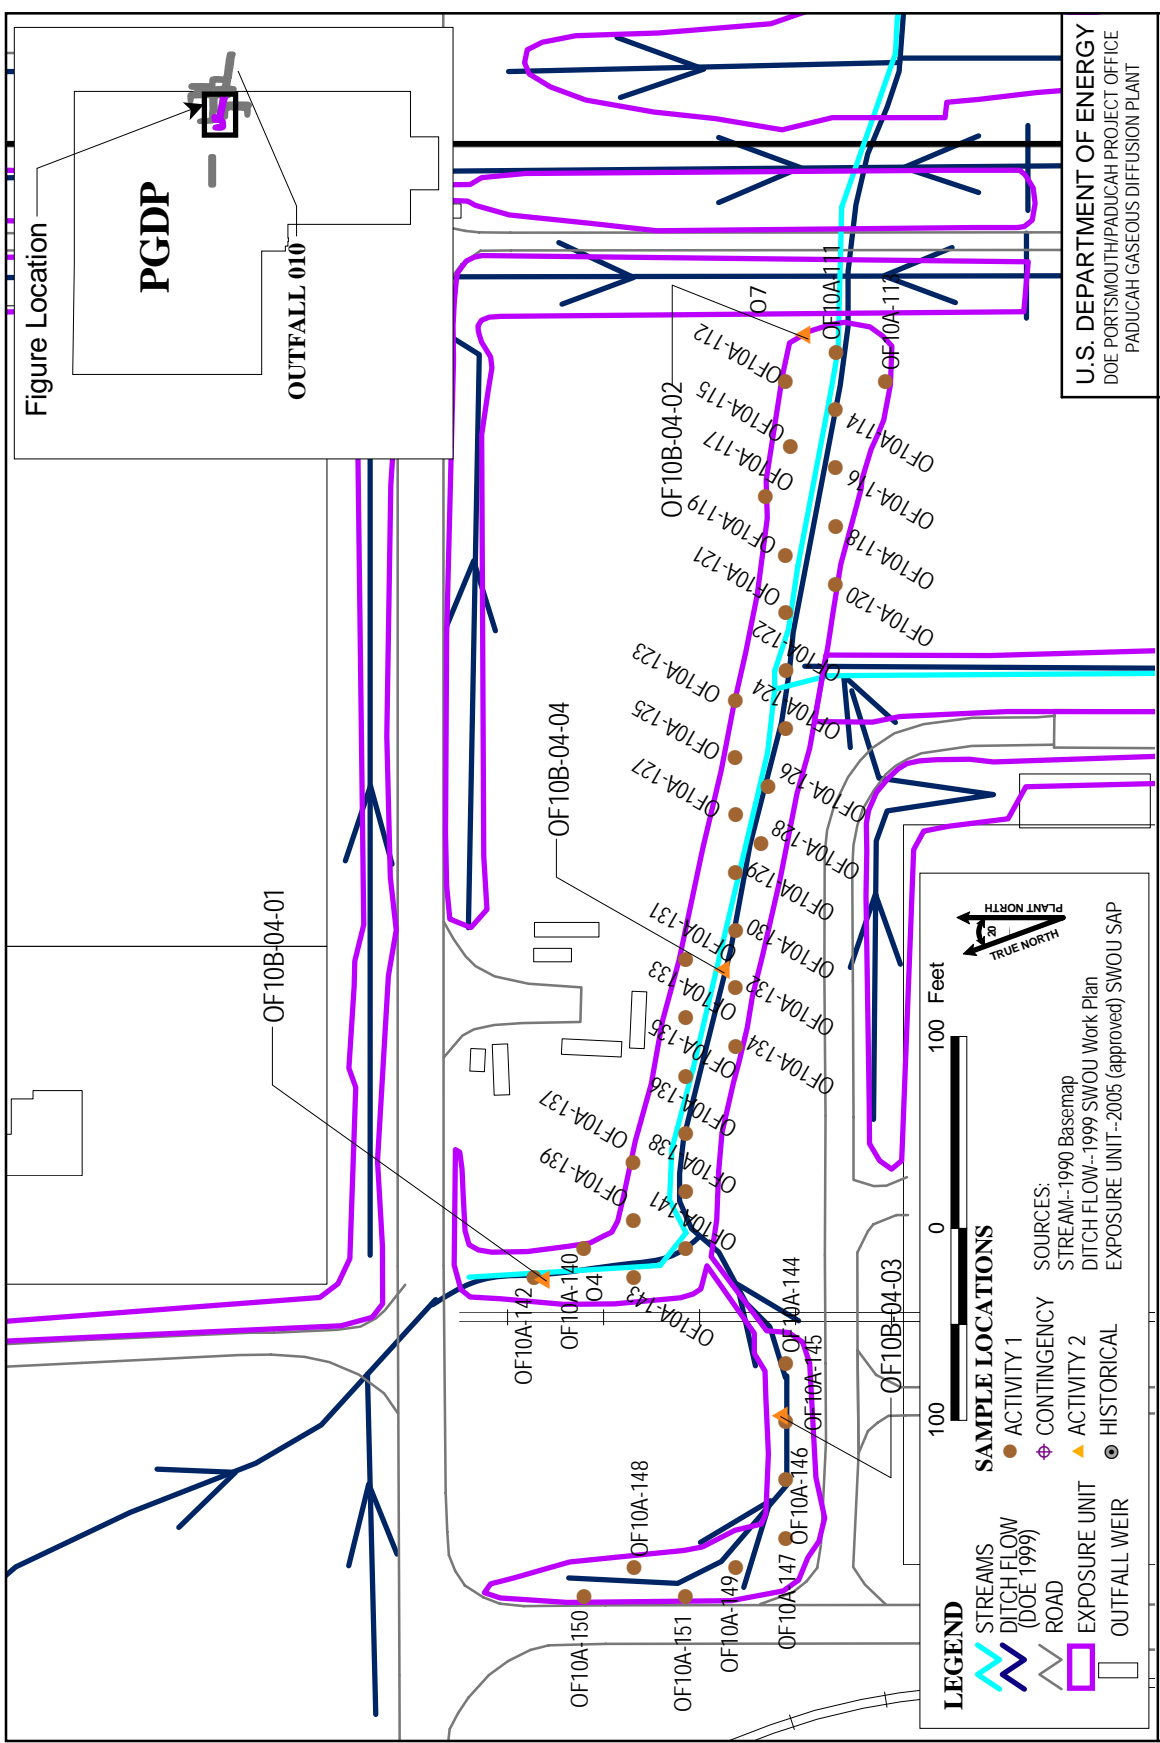 Figure Location
PGDP
OUTFALL 010
U.S. DEPARTMENT OF ENERGY
DOE PORTSMOUTH/PADUCAH PROJECT OFFICE
PADUCAH GASEOUS DIFFUSION PLANT
OF10B-04-01
OF10B-04-04
OF10B-04-02
OF10B-04-03
O7
O4
OF10A-111
OF10A-112
OF10A-113
OF10A-114
OF10A-115
OF10A-116
OF10A-117
OF10A-118
OF10A-119
OF10A-120
OF10A-121
OF10A-122
OF10A-123
OF10A-124
OF10A-125
OF10A-126
OF10A-127
OF10A-128
OF10A-129
OF10A-130
OF10A-131
OF10A-132
OF10A-133
OF10A-134
OF10A-135
OF10A-136
OF10A-137
OF10A-138
OF10A-139
OF10A-140
OF10A-141
OF10A-142
OF10A-143
OF10A-144
OF10A-145
OF10A-146
OF10A-147
OF10A-148
OF10A-149
OF10A-150
OF10A-151
LEGEND
STREAMS
DITCH FLOW
(DOE 1999)
ROAD
EXPOSURE UNIT
OUTFALL WEIR
100 0 100 Feet
SAMPLE LOCATIONS
ACTIVITY 1
CONTINGENCY
ACTIVITY 2
HISTORICAL
SOURCES:
STREAM--1990 Basemap
DITCH FLOW--1999 SWOU Work Plan
EXPOSURE UNIT--2005 (approved) SWOU SAP
TRUE NORTH
20
PLANT NORTH